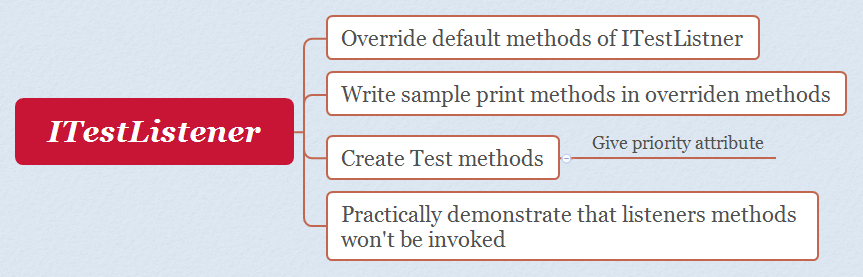 ITestListener
Override default methods of ITestListner
Write sample print methods in overriden methods
Create Test methods
Give priority attribute
Practically demonstrate that listeners methods
won't be invoked